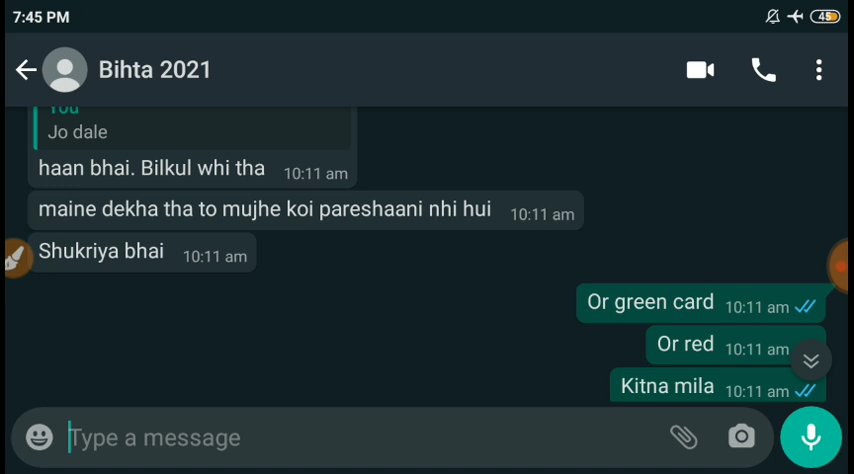 7:45 PM
45
Bihta 2021
You
Jo dale
haan bhai. Bilkul whi tha 10:11 am
maine dekha tha to mujhe koi pareshaani nhi hui 10:11 am
Shukriya bhai 10:11 am
Or green card 10:11 am
Or red 10:11 am
Kitna mila 10:11 am
Type a message